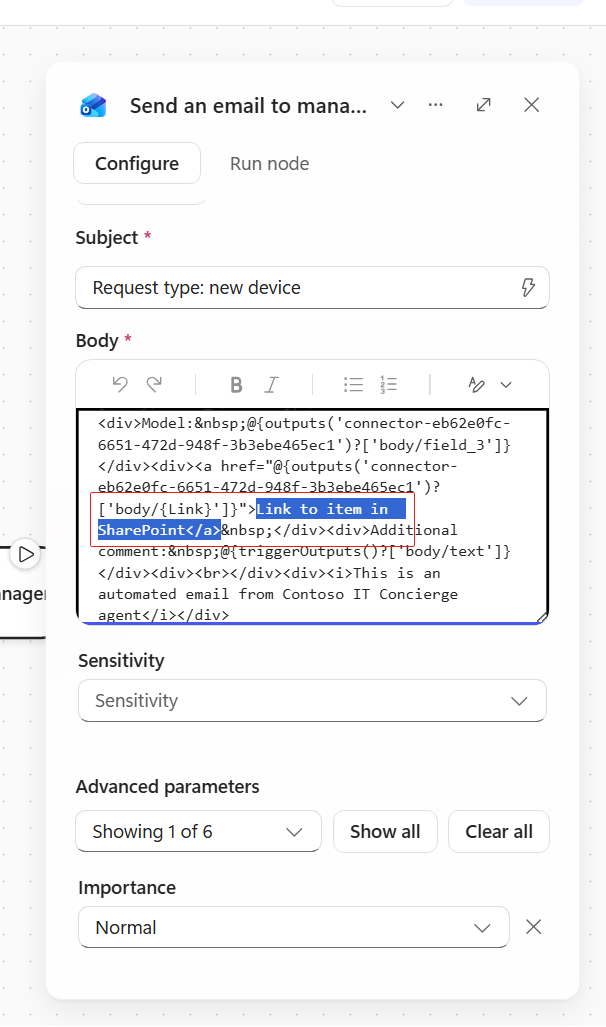 Send an email to mana...
Configure
Run node
Subject *
Request type: new device
Body *
<div>Model:&nbsp;@{outputs('connector-eb62e0fc-
6651-472d-948f-3b3ebe465ec1')?['body/field_3']}
</div><div><a href="@{outputs('connector-
eb62e0fc-6651-472d-948f-3b3ebe465ec1')?
['body/{Link}']}">Link to item in
SharePoint</a>&nbsp;</div><div>Additional
comment:&nbsp;@{triggerOutputs()?['body/text']}
</div><div><br></div><div><i>This is an
automated email from Contoso IT Concierge
agent</i></div>
nager
Sensitivity
Sensitivity
Advanced parameters
Showing 1 of 6
Show all
Clear all
Importance
Normal